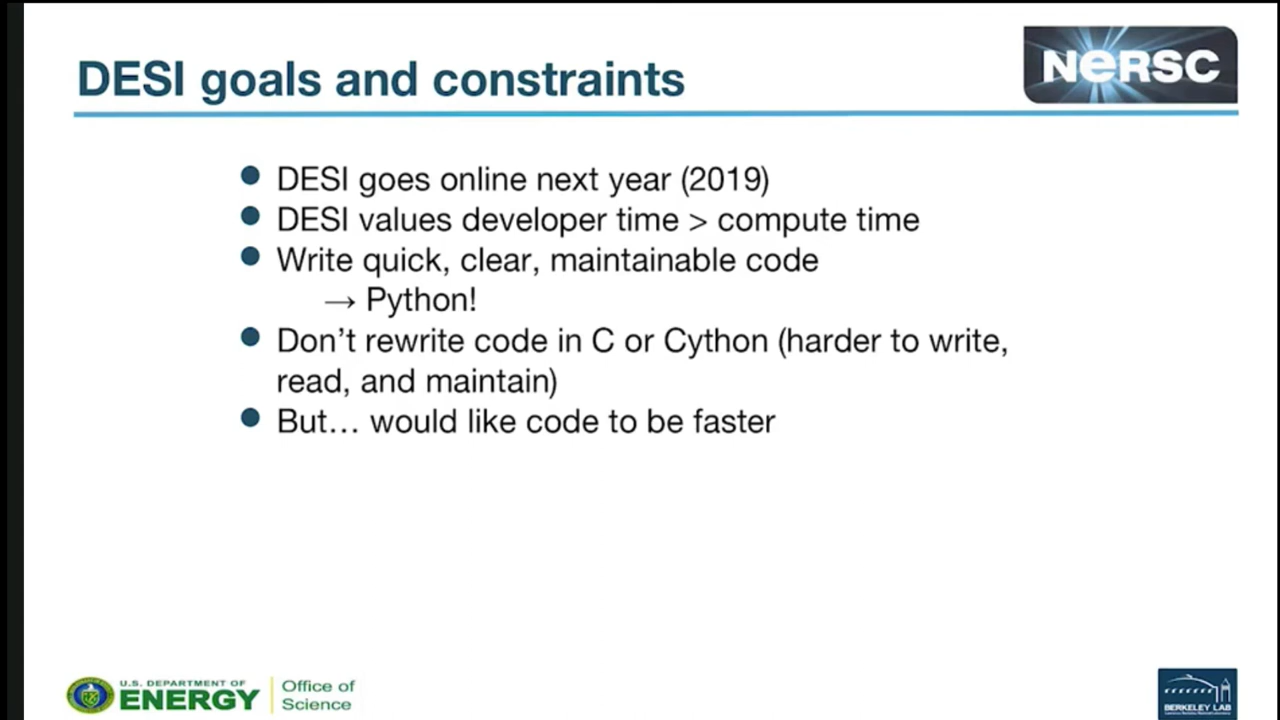 DESI goals and constraints
NERSC
DESI goes online next year (2019)
DESI values developer time > compute time
Write quick, clear, maintainable code
→ Python!
Don’t rewrite code in C or Cython (harder to write,
read, and maintain)
But… would like code to be faster
U.S. DEPARTMENT OF
ENERGY
Office of
Science
BERKELEY LAB